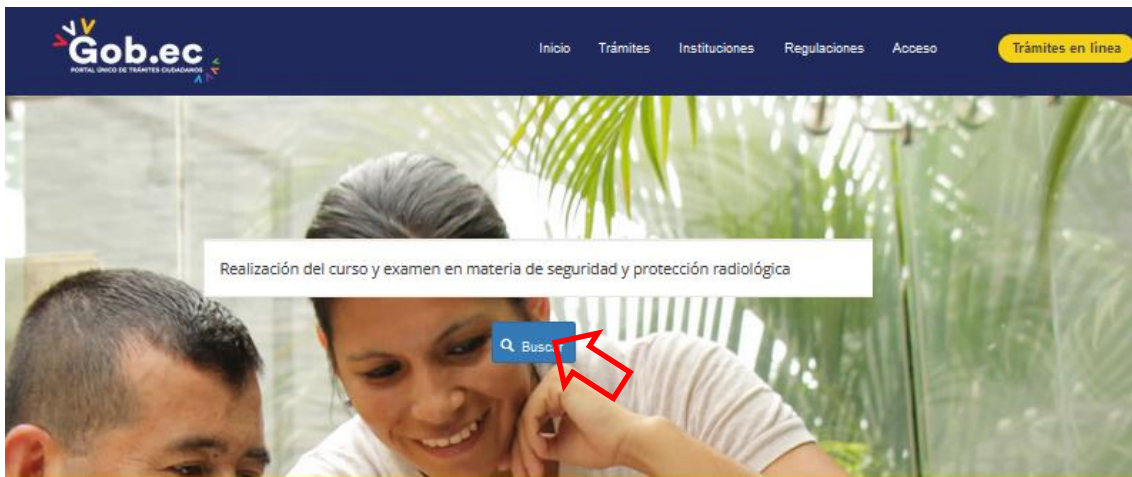 Gob.ec
PORTAL ÚNICO DE TRÁMITES CIUDADANOS
Inicio Trámites Instituciones Regulaciones Acceso Trámites en línea
Realización del curso y examen en materia de seguridad y protección radiológica
Buscar